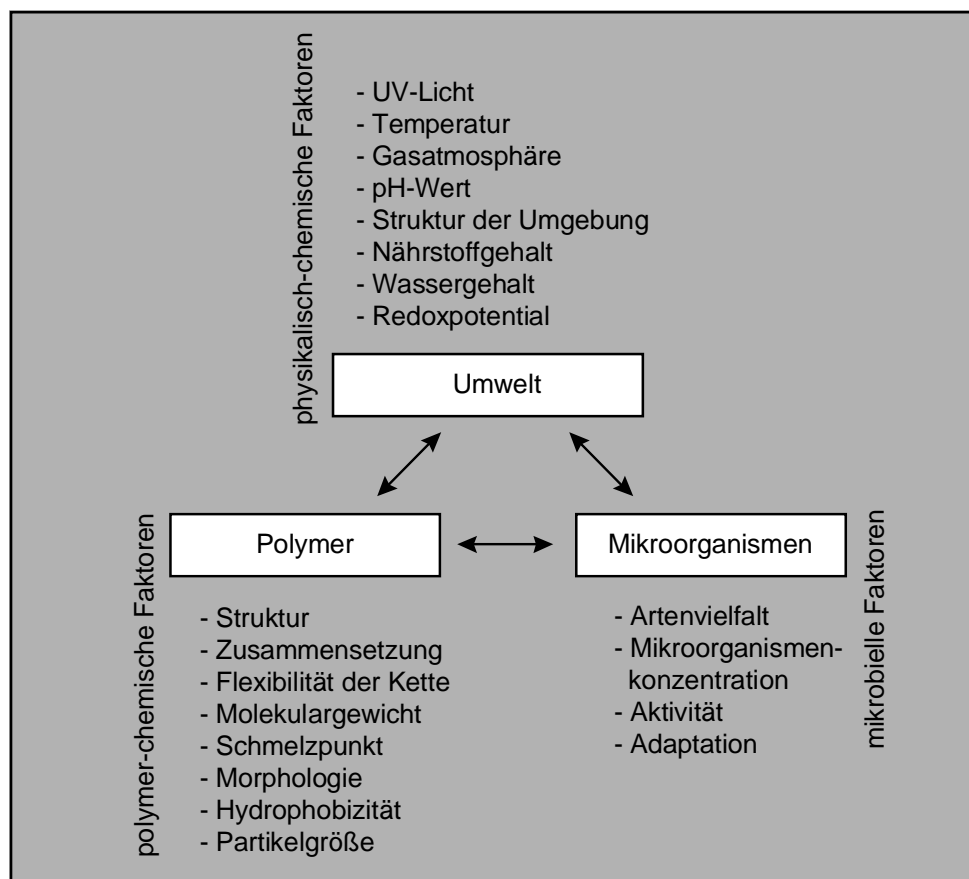 physikalisch-chemische Faktoren
- UV-Licht
- Temperatur
- Gasatmosphäre
- pH-Wert
- Struktur der Umgebung
- Nährstoffgehalt
- Wassergehalt
- Redoxpotential
Umwelt
polymer-chemische Faktoren
Polymer
- Struktur
- Zusammensetzung
- Flexibilität der Kette
- Molekulargewicht
- Schmelzpunkt
- Morphologie
- Hydrophobizität
- Partikelgröße
Mikroorganismen
- Artenvielfalt
- Mikroorganismen-
konzentration
- Aktivität
- Adaptation
mikrobielle Faktoren